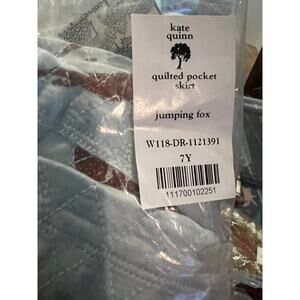 kate
quinn
quilted pocket
skirt
jumping fox
W118-DR-1121391
7Y
111700102251